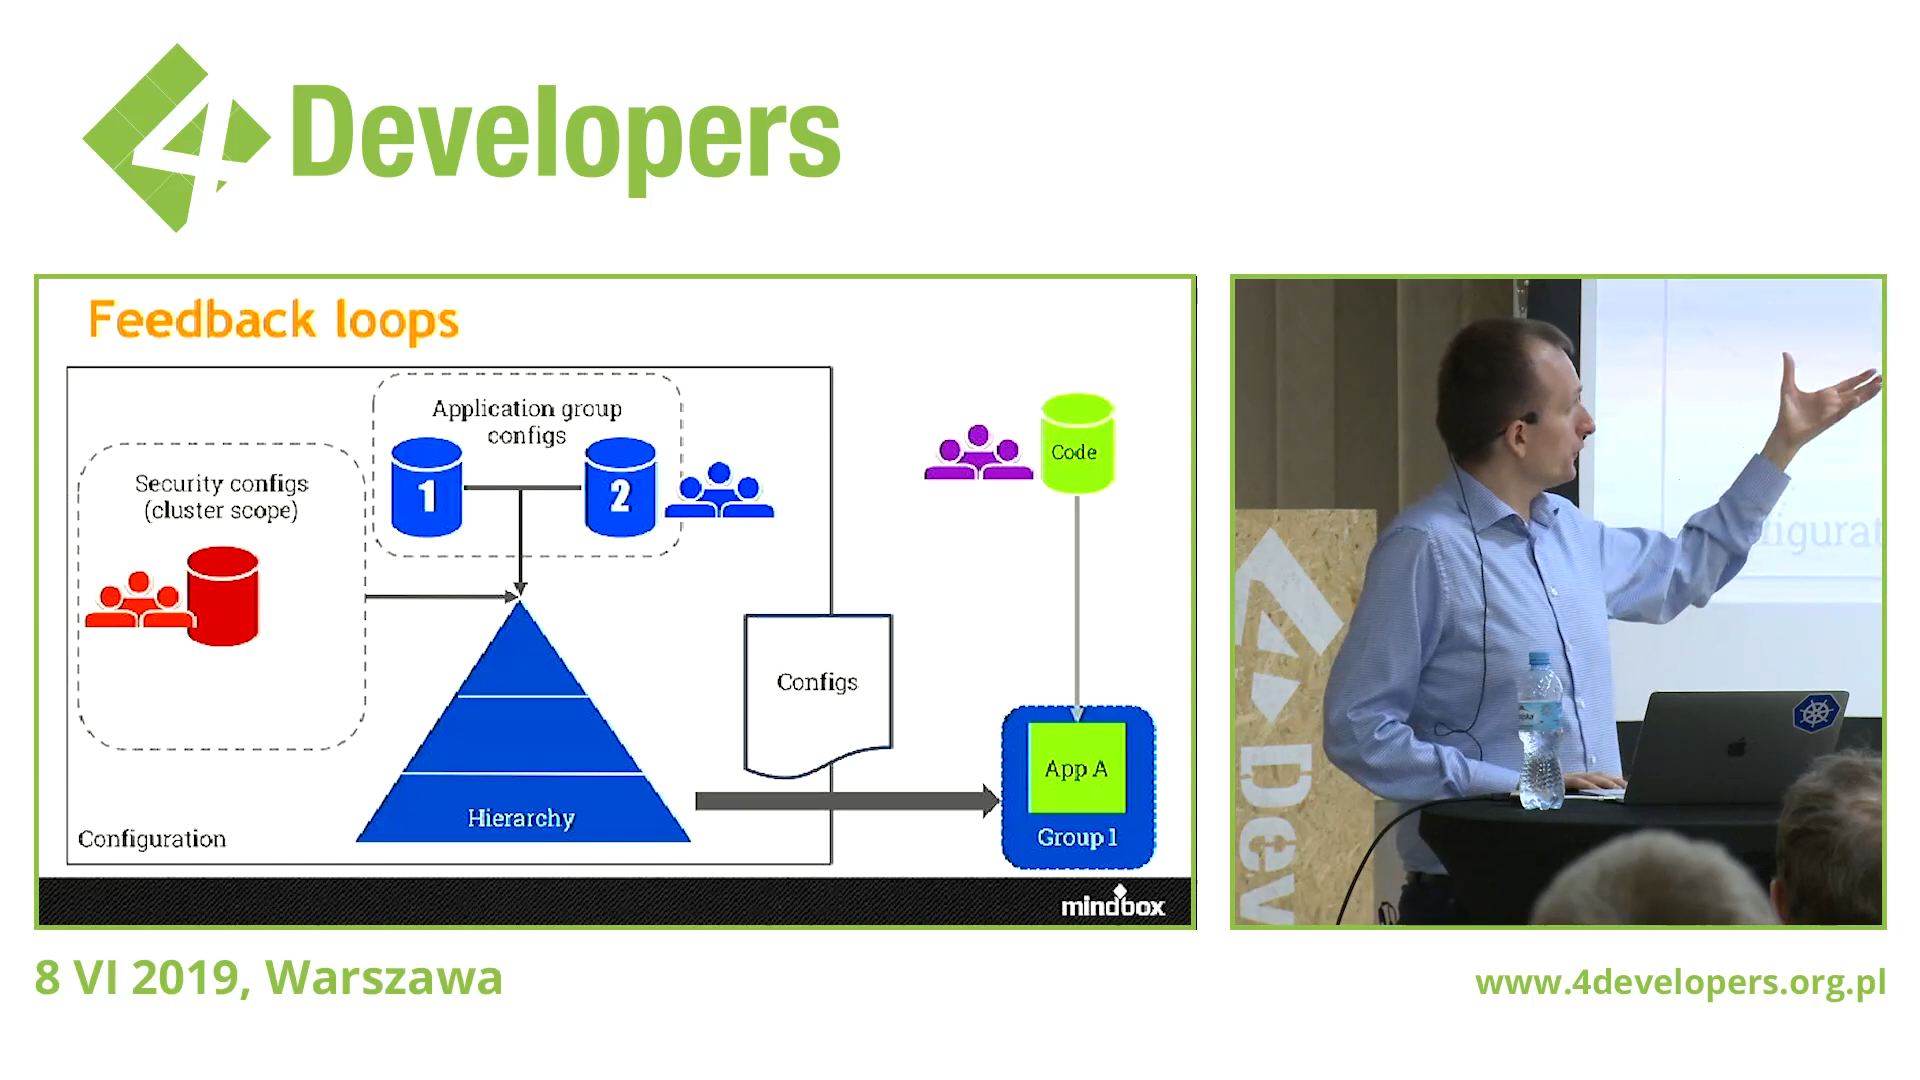 4Developers
Feedback loops
Application group
configs
1
2
Security configs
(cluster scope)
Code
Configs
App A
Hierarchy
Group 1
Configuration
mindbox
4Dev
8 VI 2019, Warszawa
www.4developers.org.pl